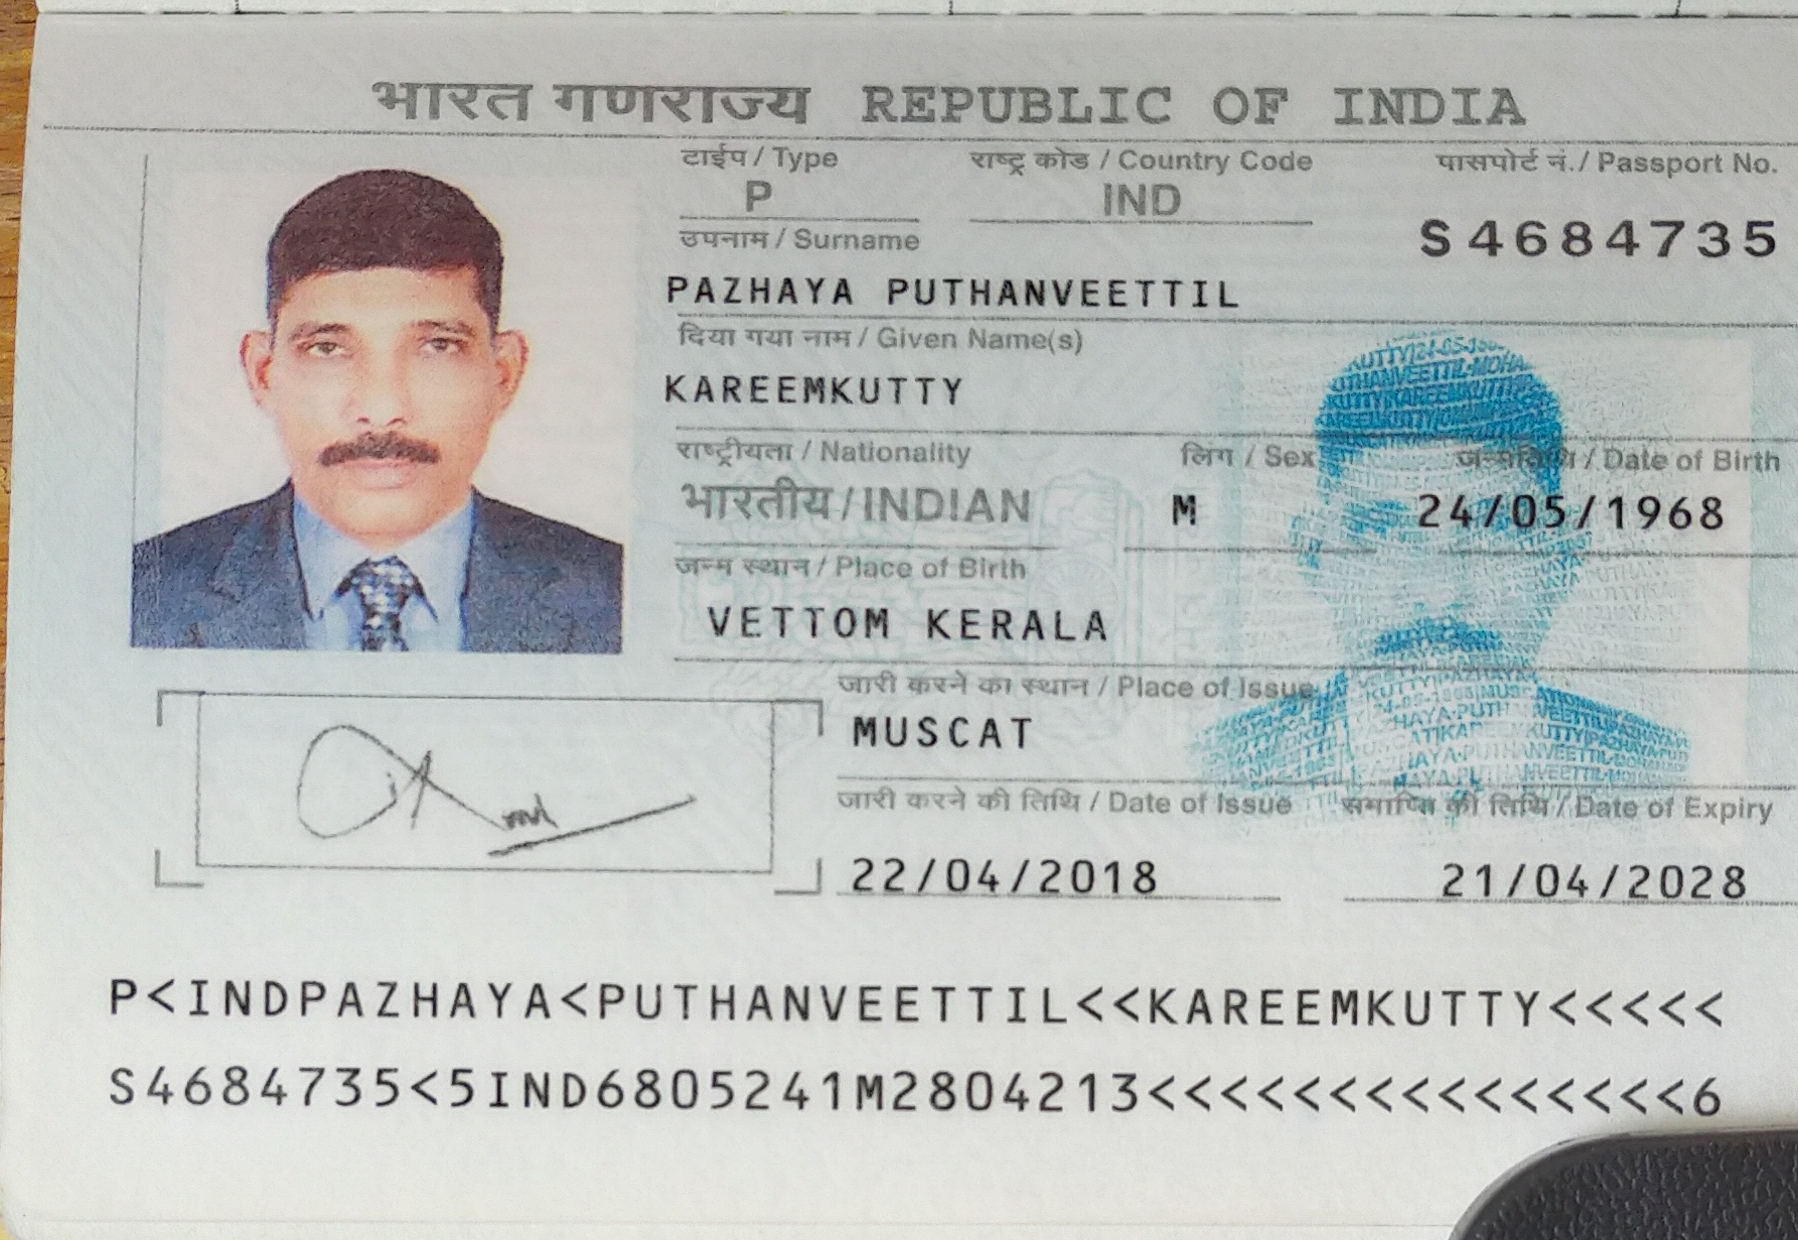 भारत गणराज्य REPUBLIC OF INDIA
टाईप / Type
राष्ट्र कोड / Country Code
पासपोर्ट नं. / Passport No.
P
IND
S4684735
उपनाम / Surname
PAZHAYA PUTHANVEETTIL
दिया गया नाम / Given Name(s)
KAREEMKUTTY
राष्ट्रीयता / Nationality
लिंग / Sex
जन्मतिथि / Date of Birth
भारतीय / INDIAN
M
24/05/1968
जन्म स्थान / Place of Birth
VETTOM KERALA
जारी करने का स्थान / Place of Issue
MUSCAT
जारी करने की तिथि / Date of Issue
समाप्ति की तिथि / Date of Expiry
22/04/2018
21/04/2028
P<INDPAZHAYA<PUTHANVEETTIL<<KAREEMKUTTY<<<<<
S4684735<5IND6805241M2804213<<<<<<<<<<<<<<<6